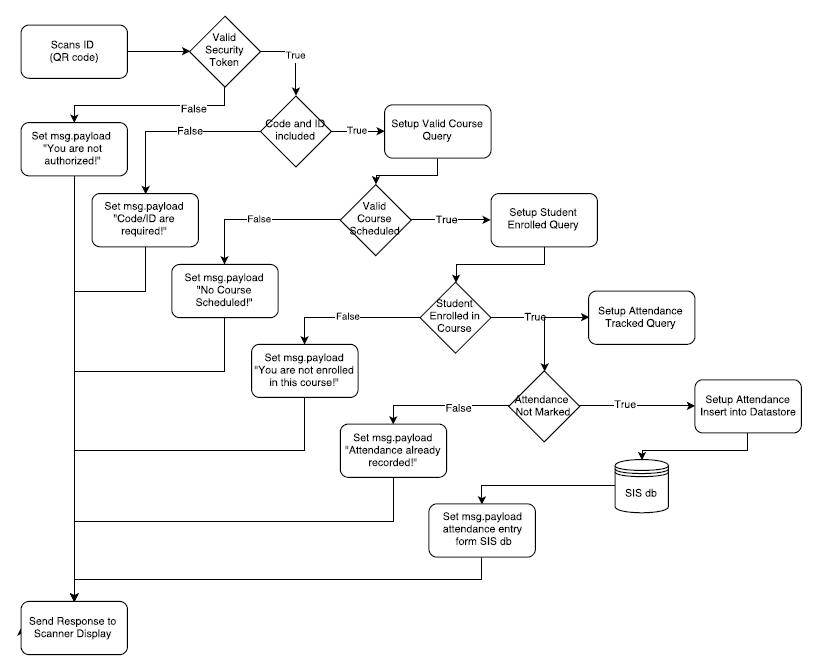 Scans ID
(QR code)
Valid
Security
Token
True
False
Set msg.payload
"You are not
authorized!"
Code and ID
included
False
True
Setup Valid Course
Query
Set msg.payload
"Code/ID are
required!"
Valid
Course
Scheduled
False
True
Setup Student
Enrolled Query
Set msg.payload
"No Course
Scheduled!"
Student
Enrolled in
Course
False
True
Setup Attendance
Tracked Query
Set msg.payload
"You are not enrolled
in this course!"
Attendance
Not Marked
False
True
Setup Attendance
Insert into Datastore
Set msg.payload
"Attendance already
recorded!"
SIS db
Set msg.payload
attendance entry
form SIS db
Send Response to
Scanner Display